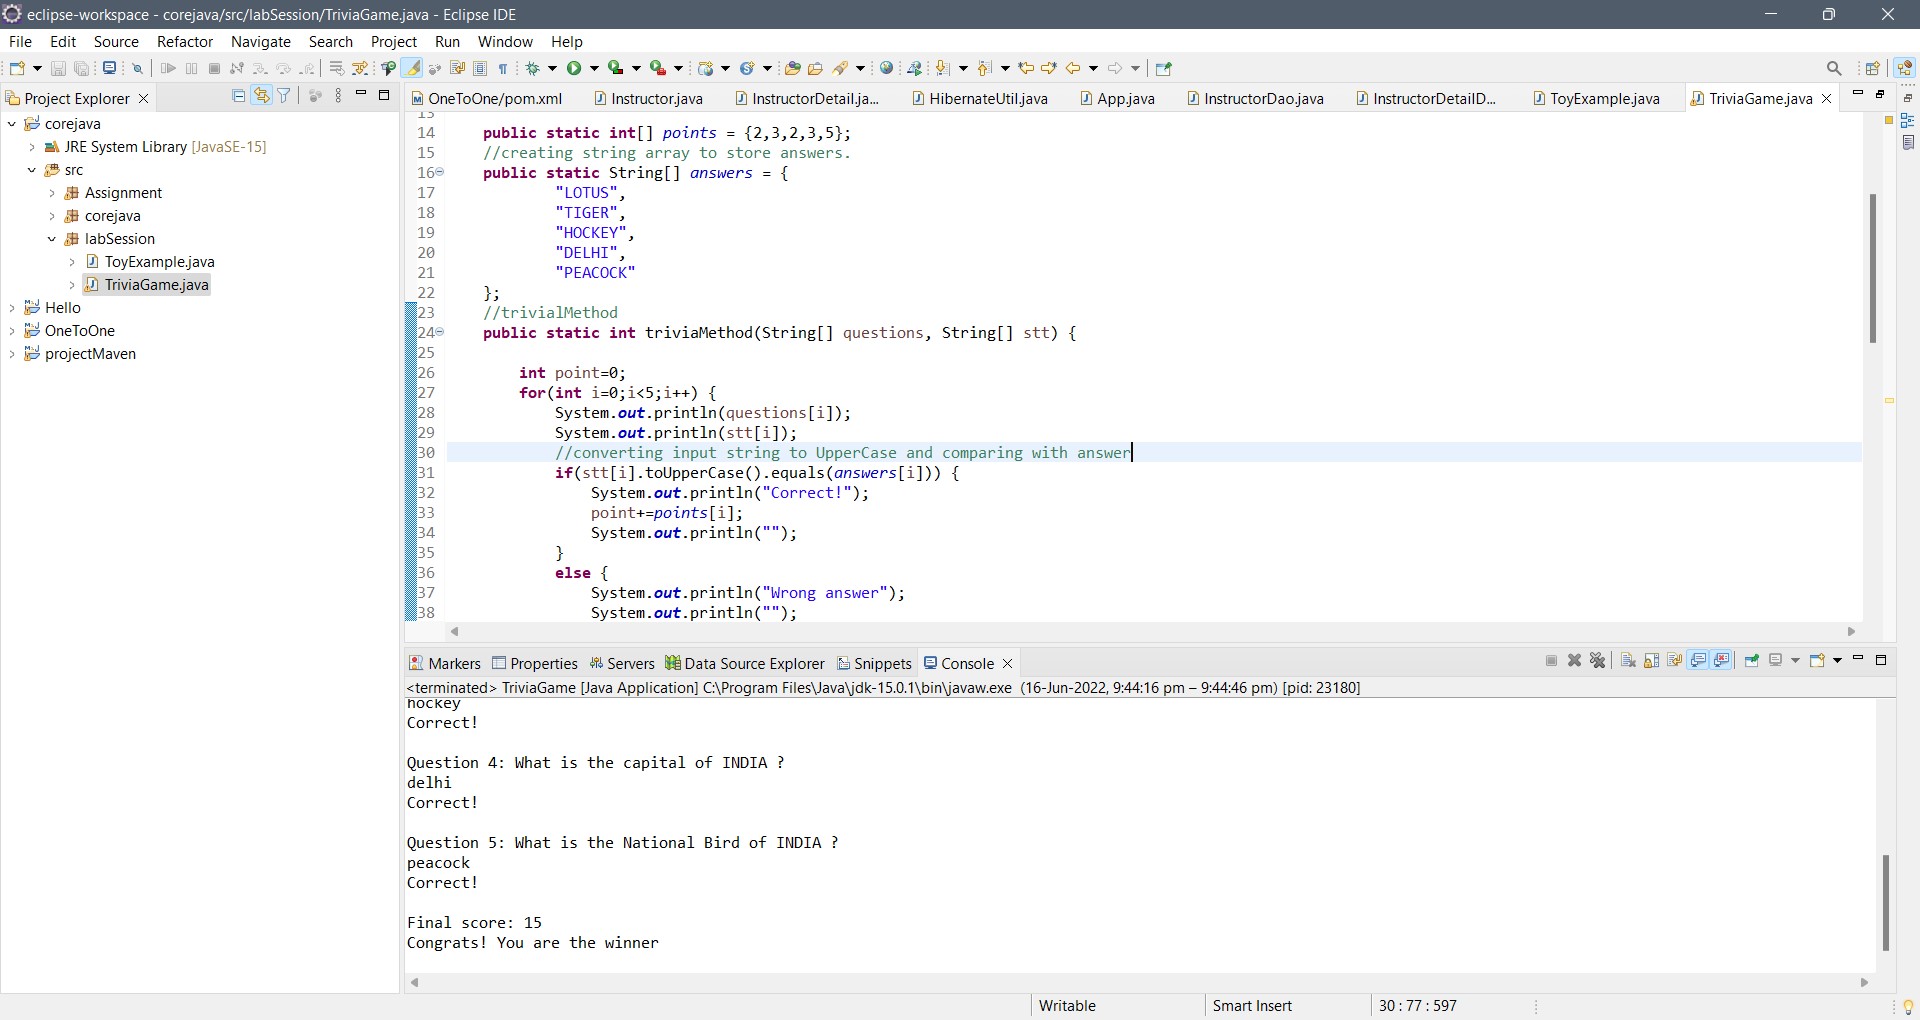 eclipse-workspace - corejava/src/labSession/TriviaGame.java - Eclipse IDE
File Edit Source Refactor Navigate Search Project Run Window Help
Project Explorer
OneToOne/pom.xml Instructor.java InstructorDetail.ja... HibernateUtil.java App.java InstructorDao.java InstructorDetailD... ToyExample.java TriviaGame.java
corejava
JRE System Library [JavaSE-15]
src
Assignment
corejava
labSession
ToyExample.java
TriviaGame.java
Hello
OneToOne
projectMaven
13
14 public static int[] points = {2,3,2,3,5};
15 //creating string array to store answers.
16 public static String[] answers = {
17 "LOTUS",
18 "TIGER",
19 "HOCKEY",
20 "DELHI",
21 "PEACOCK"
22 };
23 //trivialMethod
24 public static int triviaMethod(String[] questions, String[] stt) {
25
26 int point=0;
27 for(int i=0;i<5;i++) {
28 System.out.println(questions[i]);
29 System.out.println(stt[i]);
30 //converting input string to UpperCase and comparing with answer
31 if(stt[i].toUpperCase().equals(answers[i])) {
32 System.out.println("Correct!");
33 point+=points[i];
34 System.out.println("");
35 }
36 else {
37 System.out.println("Wrong answer");
38 System.out.println("");
Markers Properties Servers Data Source Explorer Snippets Console
<terminated> TriviaGame [Java Application] C:\Program Files\Java\jdk-15.0.1\bin\javaw.exe (16-Jun-2022, 9:44:16 pm – 9:44:46 pm) [pid: 23180]
hockey
Correct!
Question 4: What is the capital of INDIA ?
delhi
Correct!
Question 5: What is the National Bird of INDIA ?
peacock
Correct!
Final score: 15
Congrats! You are the winner
Writable Smart Insert 30 : 77 : 597